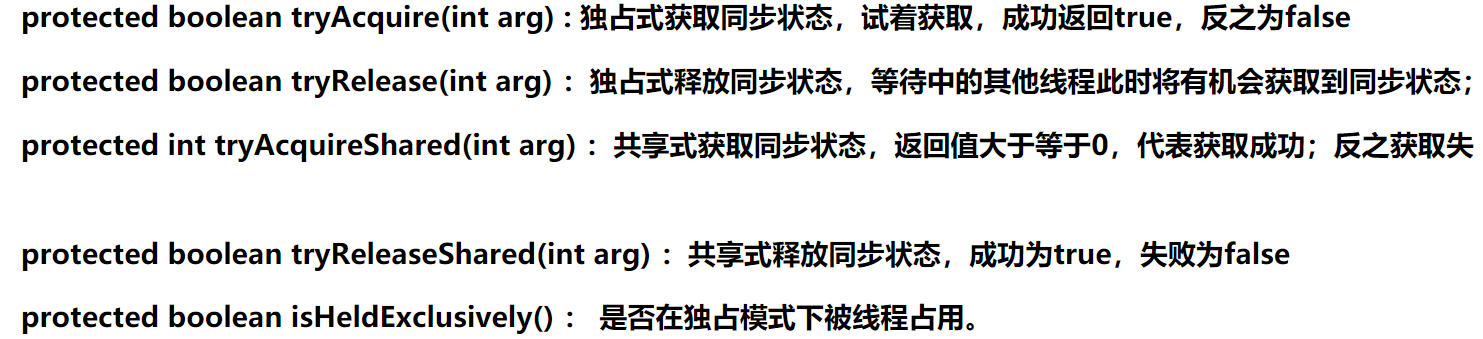 protected boolean tryAcquire(int arg) : 独占式获取同步状态，试着获取，成功返回true，反之为false
protected boolean tryRelease(int arg) ：独占式释放同步状态，等待中的其他线程此时将有机会获取到同步状态；
protected int tryAcquireShared(int arg) ：共享式获取同步状态，返回值大于等于0，代表获取成功；反之获取失
protected boolean tryReleaseShared(int arg) ：共享式释放同步状态，成功为true，失败为false
protected boolean isHeldExclusively() ： 是否在独占模式下被线程占用。